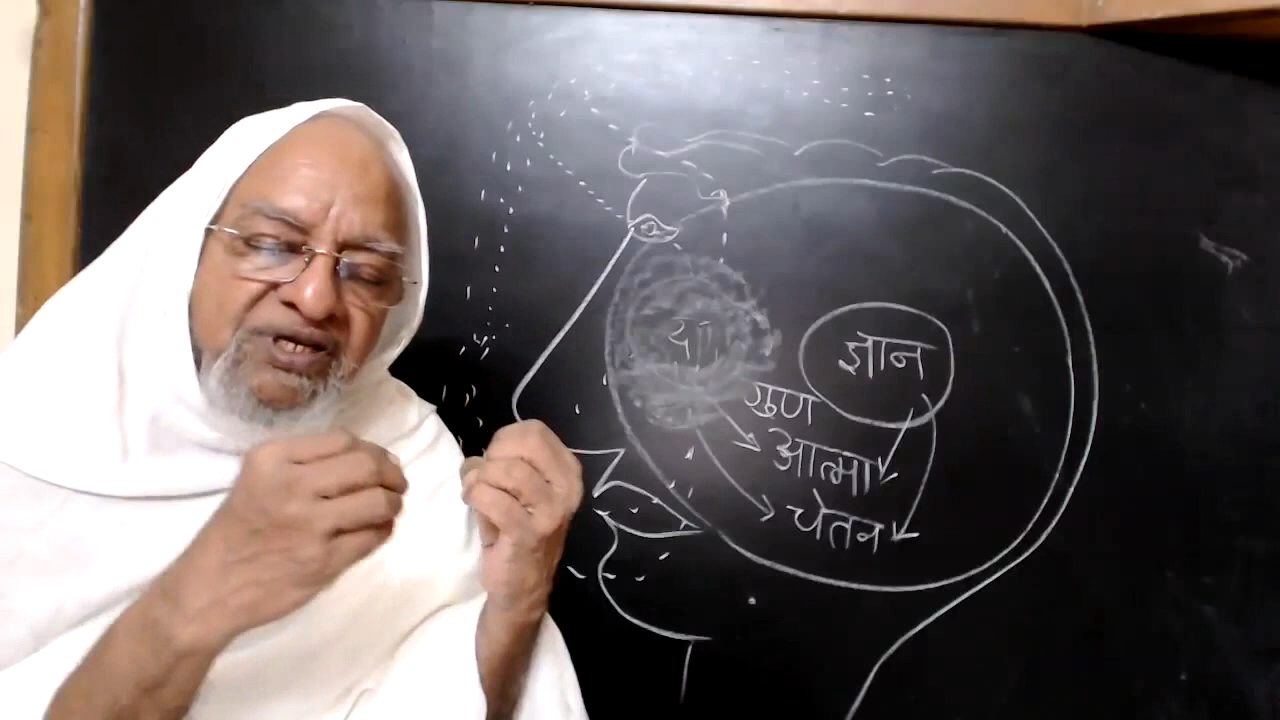 ज्ञान
गुण
आत्मा
चेतन